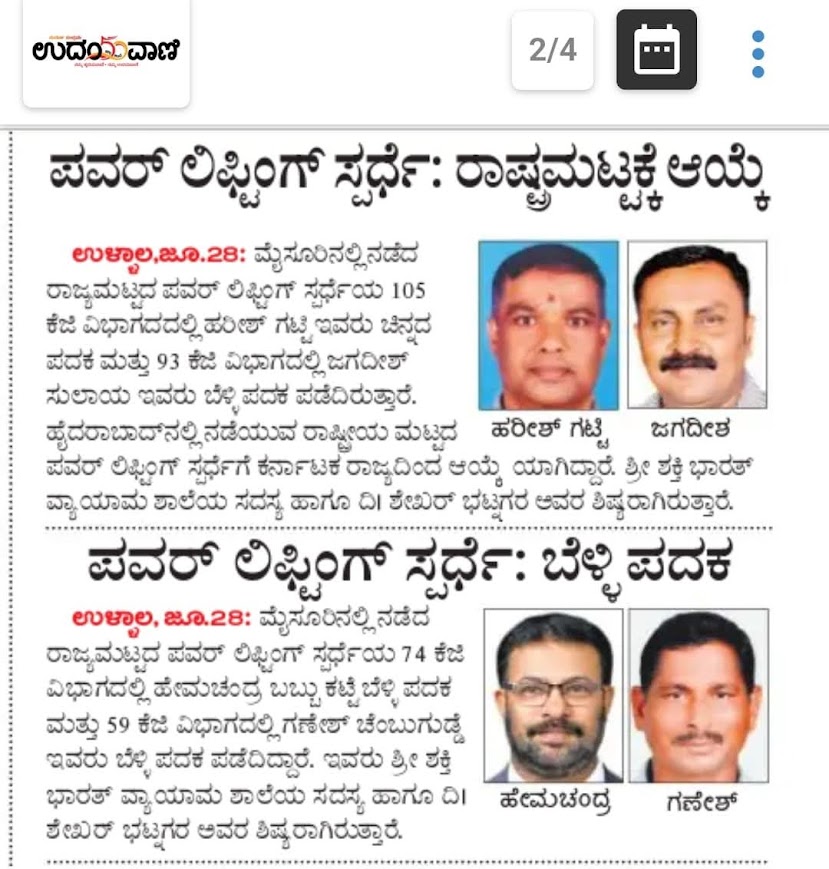 ಉದಯವಾಣಿ
2/4
ಪವರ್ ಲಿಫ್ಟಿಂಗ್ ಸ್ಪರ್ಧೆ: ರಾಷ್ಟ್ರಮಟ್ಟಕ್ಕೆ ಆಯ್ಕೆ
ಉಳ್ಳಾಲ,ಜೂ.28: ಮೈಸೂರಿನಲ್ಲಿ ನಡೆದ
ರಾಜ್ಯಮಟ್ಟದ ಪವರ್ ಲಿಫ್ಟಿಂಗ್ ಸ್ಪರ್ಧೆಯ 105
ಕೆಜಿ ವಿಭಾಗದದಲ್ಲಿ ಹರೀಶ್ ಗಟ್ಟಿ ಇವರು ಚಿನ್ನದ
ಪದಕ ಮತ್ತು 93 ಕೆಜಿ ವಿಭಾಗದಲ್ಲಿ ಜಗದೀಶ್
ಸುಲಾಯ ಇವರು ಬೆಳ್ಳಿ ಪದಕ ಪಡೆದಿರುತ್ತಾರೆ.
ಹೈದರಾಬಾದ್‌ನಲ್ಲಿ ನಡೆಯುವ ರಾಷ್ಟ್ರೀಯ ಮಟ್ಟದ
ಪವರ್ ಲಿಫ್ಟಿಂಗ್ ಸ್ಪರ್ಧೆಗೆ ಕರ್ನಾಟಕ ರಾಜ್ಯದಿಂದ ಆಯ್ಕೆ ಯಾಗಿದ್ದಾರೆ. ಶ್ರೀ ಶಕ್ತಿ ಭಾರತ್
ವ್ಯಾಯಾಮ ಶಾಲೆಯ ಸದಸ್ಯ ಹಾಗೂ ದಿ| ಶೇಖರ್ ಭಟ್ನಗರ ಅವರ ಶಿಷ್ಯರಾಗಿರುತ್ತಾರೆ.
ಹರೀಶ್ ಗಟ್ಟಿ
ಜಗದೀಶ
ಪವರ್ ಲಿಫ್ಟಿಂಗ್ ಸ್ಪರ್ಧೆ: ಬೆಳ್ಳಿ ಪದಕ
ಉಳ್ಳಾಲ, ಜೂ.28: ಮೈಸೂರಿನಲ್ಲಿ ನಡೆದ
ರಾಜ್ಯಮಟ್ಟದ ಪವರ್ ಲಿಫ್ಟಿಂಗ್ ಸ್ಪರ್ಧೆಯ 74 ಕೆಜಿ
ವಿಭಾಗದಲ್ಲಿ ಹೇಮಚಂದ್ರ ಬಬ್ಬು ಕಟ್ಟೆ ಬೆಳ್ಳಿ ಪದಕ
ಮತ್ತು 59 ಕೆಜಿ ವಿಭಾಗದಲ್ಲಿ ಗಣೇಶ್ ಚೆಂಬುಗುಡ್ಡೆ
ಇವರು ಬೆಳ್ಳಿ ಪದಕ ಪಡೆದಿದ್ದಾರೆ. ಇವರು ಶ್ರೀ ಶಕ್ತಿ
ಭಾರತ್ ವ್ಯಾಯಾಮ ಶಾಲೆಯ ಸದಸ್ಯ ಹಾಗೂ ದಿ|
ಶೇಖರ್ ಭಟ್ನಗರ ಅವರ ಶಿಷ್ಯರಾಗಿರುತ್ತಾರೆ.
ಹೇಮಚಂದ್ರ
ಗಣೇಶ್